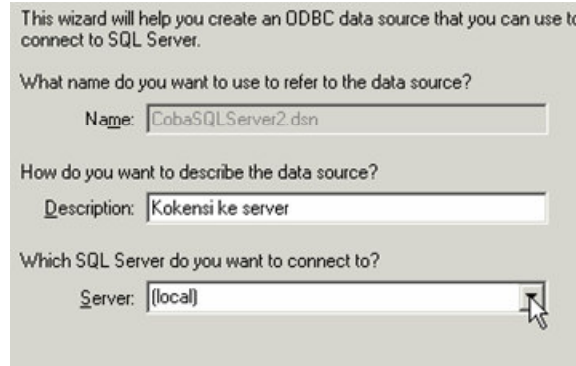 This wizard will help you create an ODBC data source that you can use to
connect to SQL Server.
What name do you want to use to refer to the data source?
Name: CobaSQLServer2.dsn
How do you want to describe the data source?
Description: Kokensi ke server
Which SQL Server do you want to connect to?
Server: (local)